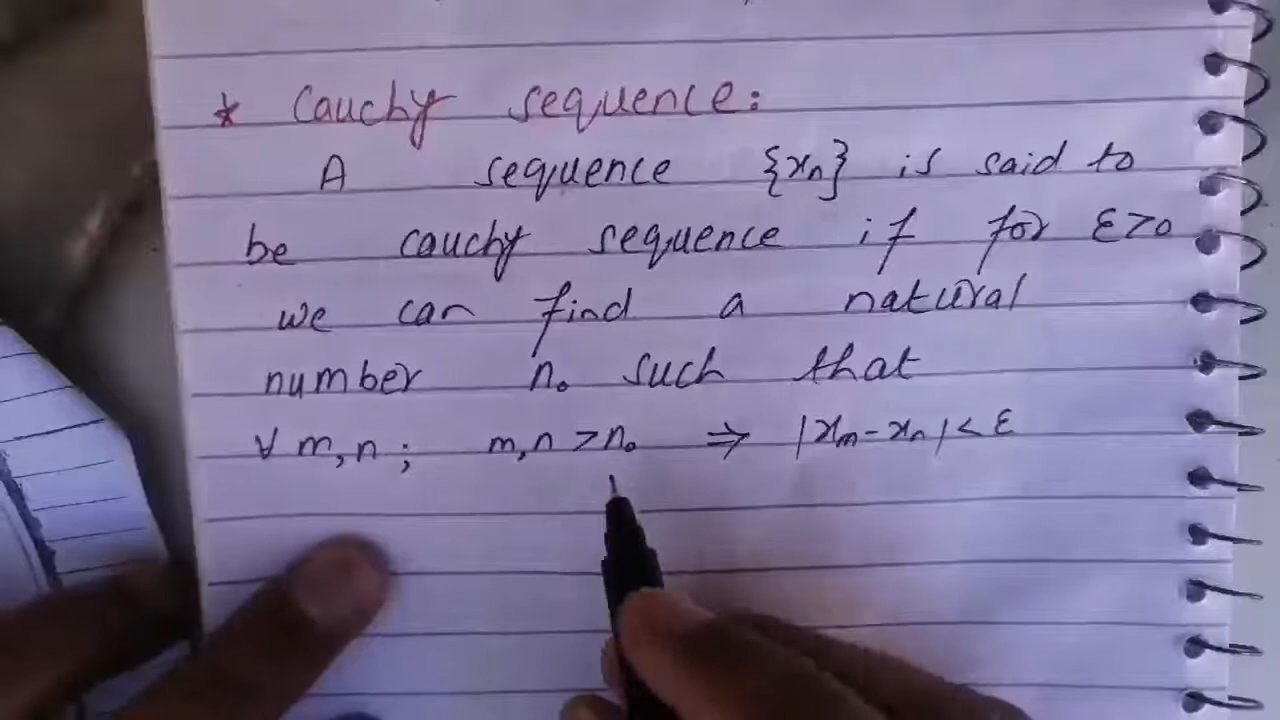 * Cauchy sequence:
A sequence {xn} is said to
be cauchy sequence if for ε>0
we can find a natural
number n₀ such that
∀ m,n ; m,n >n₀ ⇒ |xm-xn|<ε